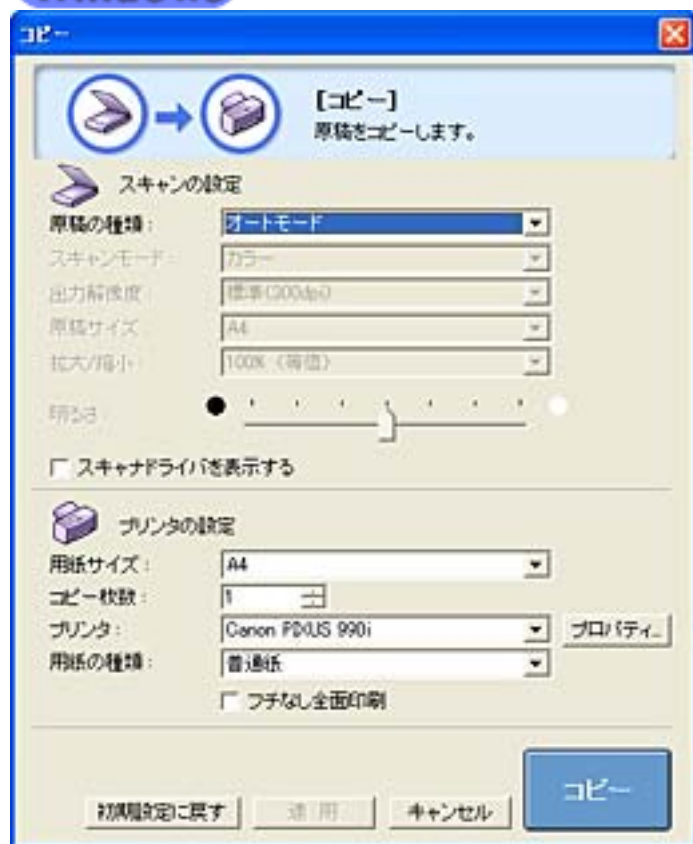 コピー
[コピー]
原稿をコピーします。
スキャンの設定
原稿の種類： オートモード
スキャンモード： カラー
出力解像度： 標準(300dpi)
原稿サイズ： A4
拡大/縮小： 100% (等倍)
明るさ：
スキャナドライバを表示する
プリンタの設定
用紙サイズ： A4
コピー枚数： 1
プリンタ： Canon PIXUS 990i プロパティ...
用紙の種類： 普通紙
フチなし全面印刷
コピー
初期設定に戻す 適用 キャンセル